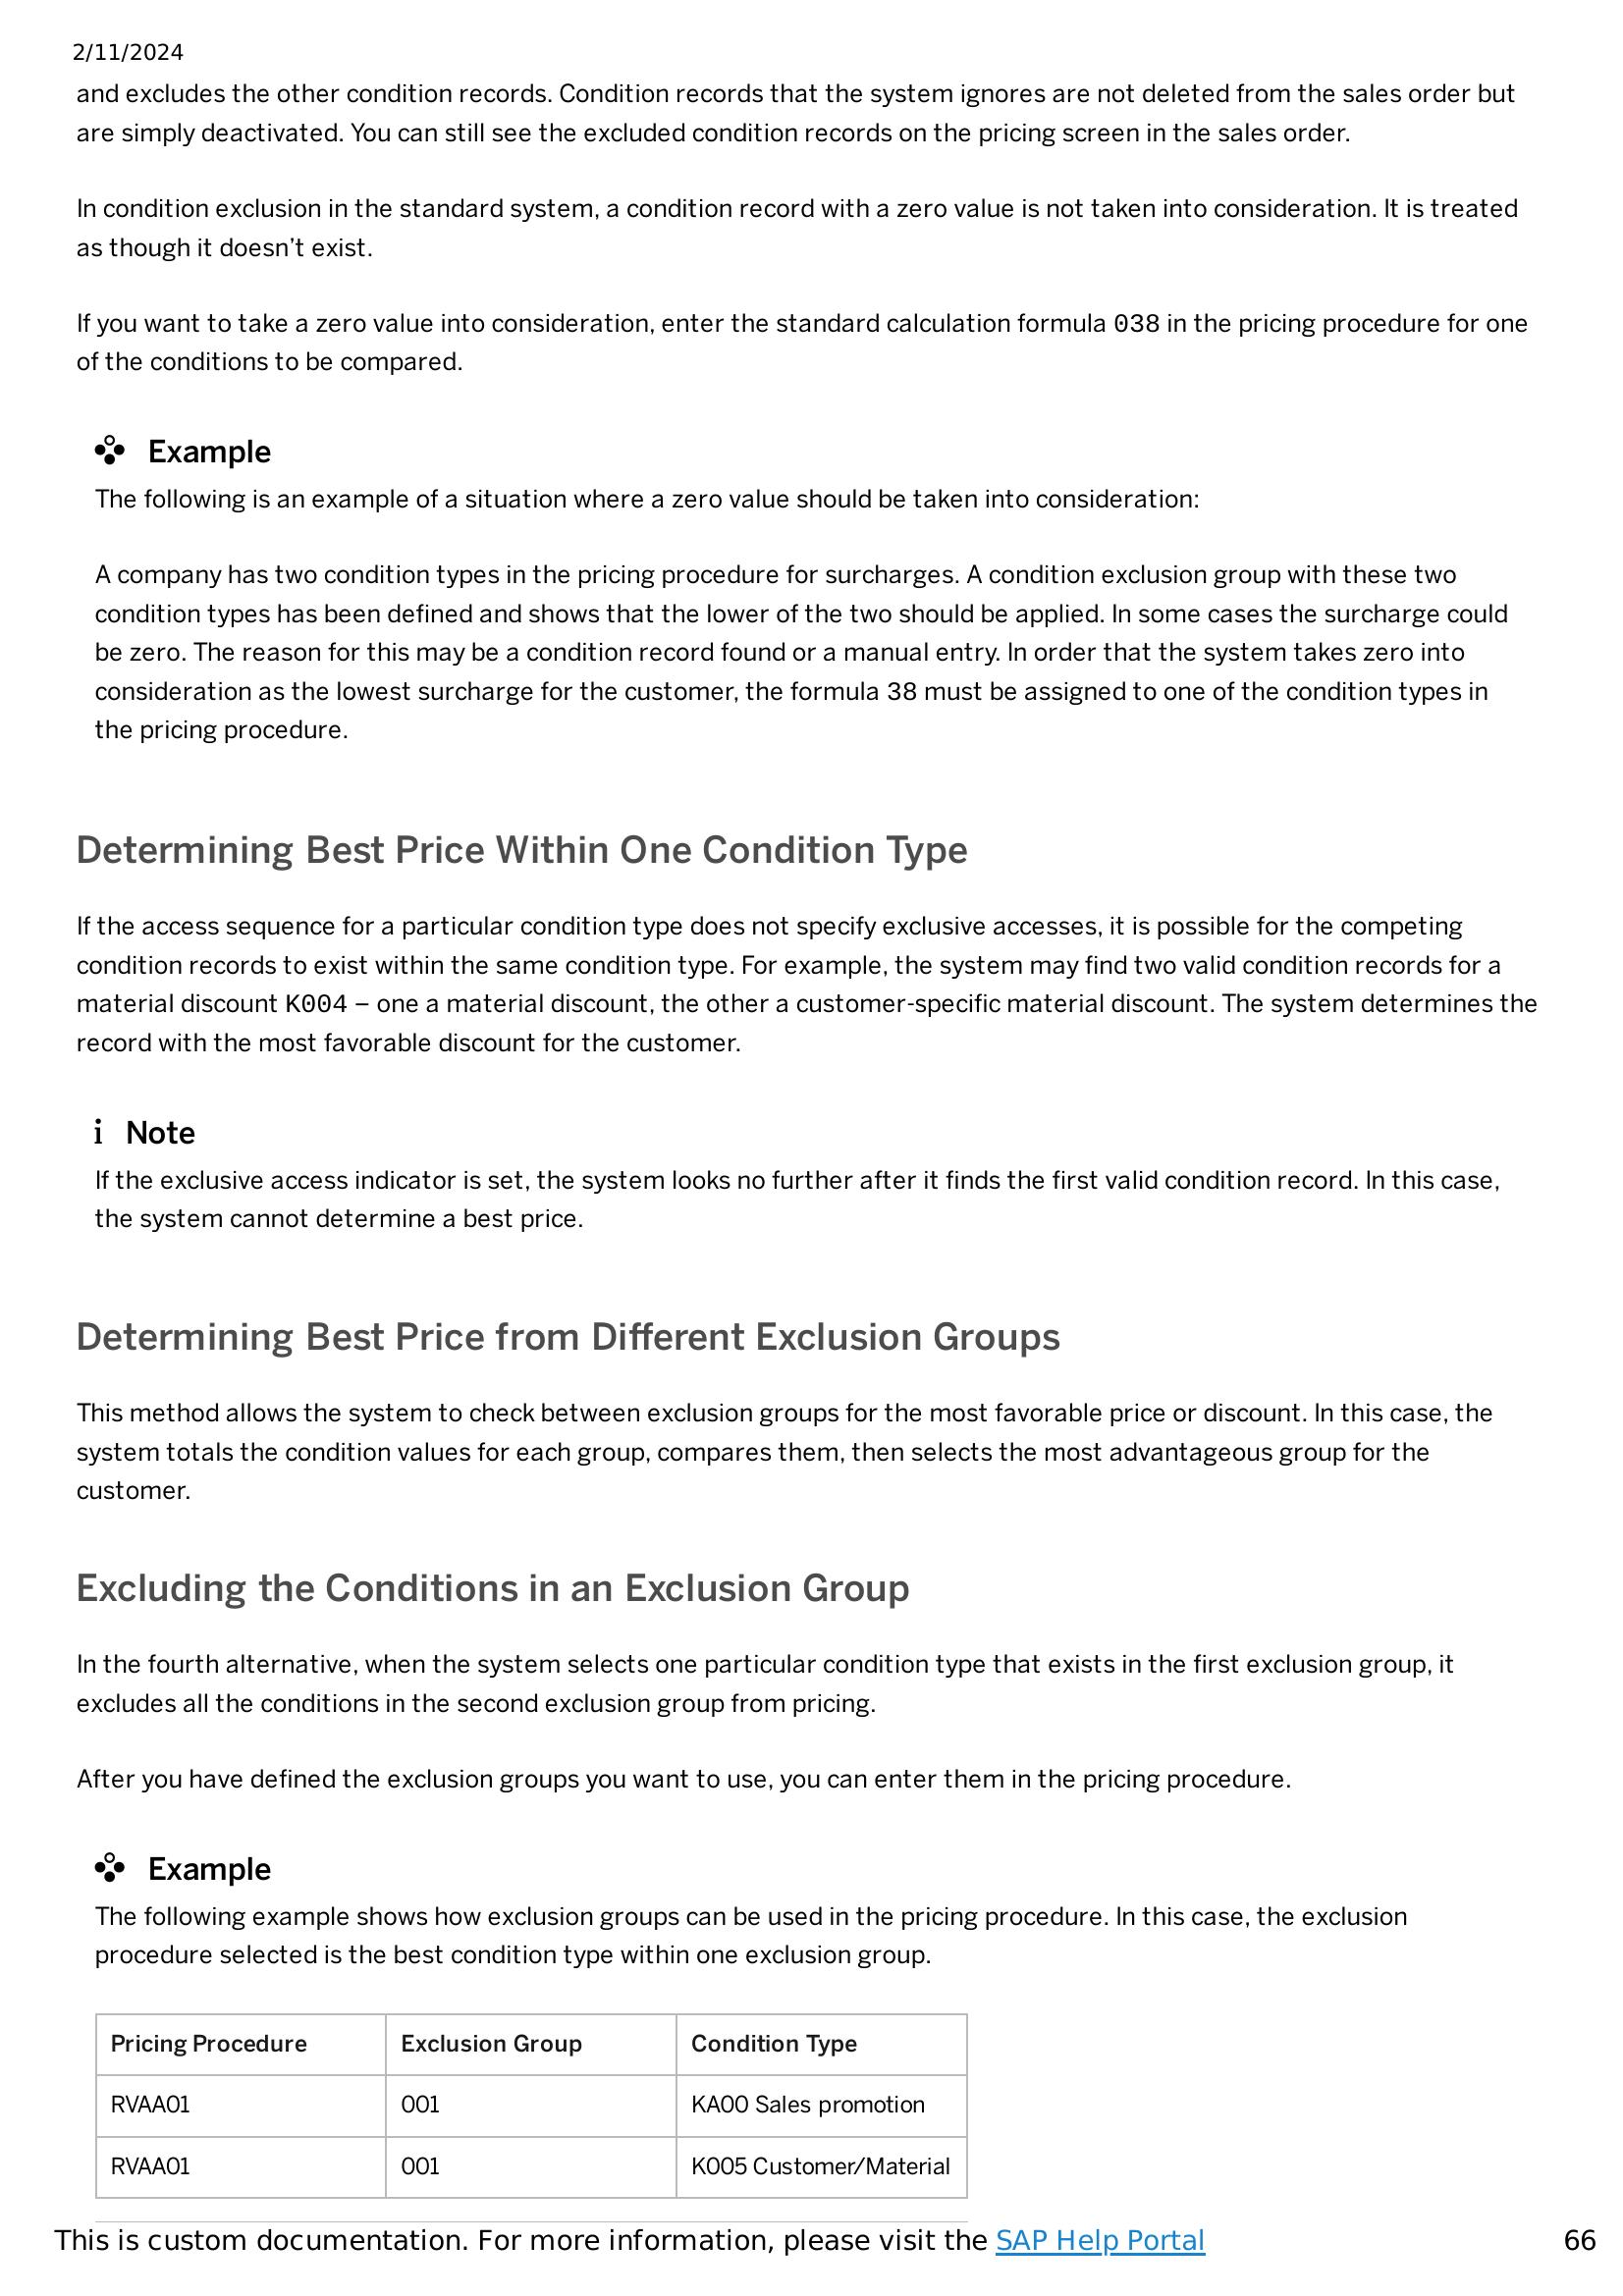 2/11/2024
and excludes the other condition records. Condition records that the system ignores are not deleted from the sales order but
are simply deactivated. You can still see the excluded condition records on the pricing screen in the sales order.
In condition exclusion in the standard system, a condition record with a zero value is not taken into consideration. It is treated
as though it doesn’t exist.
If you want to take a zero value into consideration, enter the standard calculation formula 038 in the pricing procedure for one
of the conditions to be compared.
Example
The following is an example of a situation where a zero value should be taken into consideration:
A company has two condition types in the pricing procedure for surcharges. A condition exclusion group with these two
condition types has been defined and shows that the lower of the two should be applied. In some cases the surcharge could
be zero. The reason for this may be a condition record found or a manual entry. In order that the system takes zero into
consideration as the lowest surcharge for the customer, the formula 38 must be assigned to one of the condition types in
the pricing procedure.
Determining Best Price Within One Condition Type
If the access sequence for a particular condition type does not specify exclusive accesses, it is possible for the competing
condition records to exist within the same condition type. For example, the system may find two valid condition records for a
material discount K004 – one a material discount, the other a customer-specific material discount. The system determines the
record with the most favorable discount for the customer.
i Note
If the exclusive access indicator is set, the system looks no further after it finds the first valid condition record. In this case,
the system cannot determine a best price.
Determining Best Price from Different Exclusion Groups
This method allows the system to check between exclusion groups for the most favorable price or discount. In this case, the
system totals the condition values for each group, compares them, then selects the most advantageous group for the
customer.
Excluding the Conditions in an Exclusion Group
In the fourth alternative, when the system selects one particular condition type that exists in the first exclusion group, it
excludes all the conditions in the second exclusion group from pricing.
After you have defined the exclusion groups you want to use, you can enter them in the pricing procedure.
Example
The following example shows how exclusion groups can be used in the pricing procedure. In this case, the exclusion
procedure selected is the best condition type within one exclusion group.
Pricing Procedure Exclusion Group Condition Type
RVAA01 001 KA00 Sales promotion
RVAA01 001 K005 Customer/Material
This is custom documentation. For more information, please visit the SAP Help Portal 66